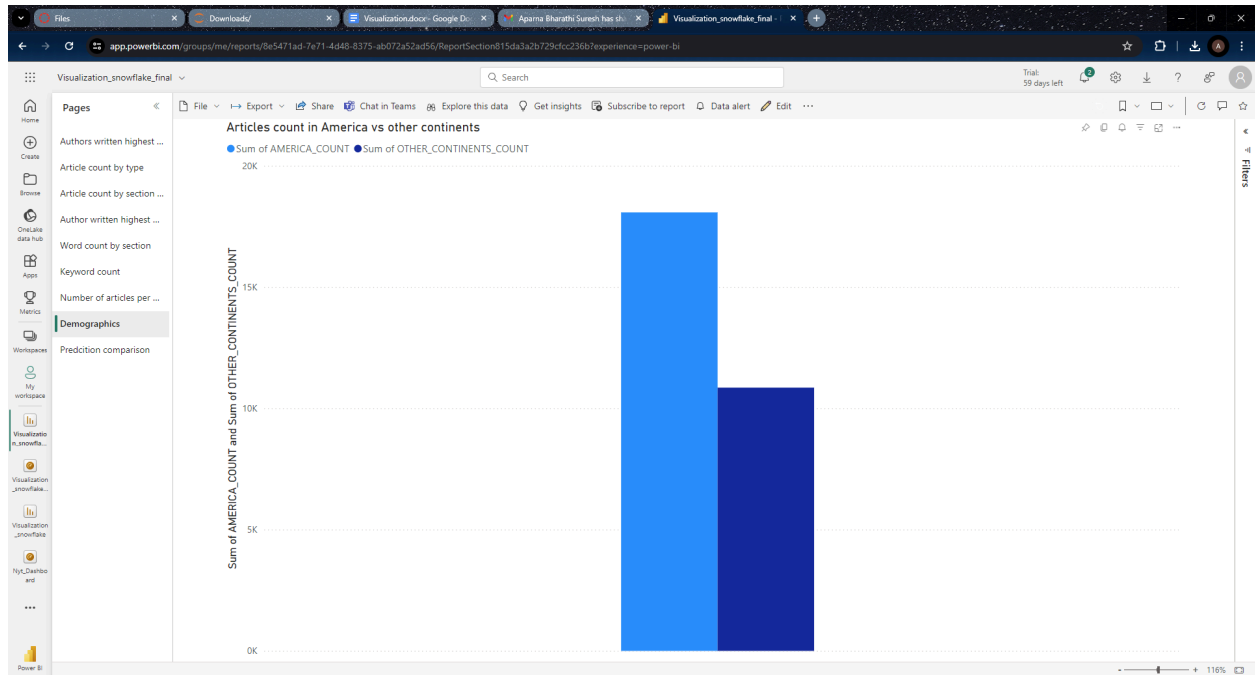 Files
Downloads/
Visualization.docx - Google Do
Aparna Bharathi Suresh has sh
Visualization_snowflake_final -
app.powerbi.com/groups/me/reports/8e5471ad-7e71-4d48-8375-ab072a52ad56/ReportSection815da3a2b729cfcc236b?experience=power-bi
A
Visualization_snowflake_final
Search
Trial:
59 days left
2
Home
Create
Browse
OneLake
data hub
Apps
Metrics
Workspaces
My
workspace
Visualizatio
n_snowfla...
Visualization
_snowflake...
Visualization
_snowflake
Nyt_Dashbo
ard
Power BI
Pages
Authors written highest ...
Article count by type
Article count by section ...
Author written highest ...
Word count by section
Keyword count
Number of articles per ...
Demographics
Predcition comparison
File
Export
Share
Chat in Teams
Explore this data
Get insights
Subscribe to report
Data alert
Edit
Filters
Articles count in America vs other continents
Sum of AMERICA_COUNT Sum of OTHER_CONTINENTS_COUNT
Sum of AMERICA_COUNT and Sum of OTHER_CONTINENTS_COUNT
20K
15K
10K
5K
0K
- + 116%